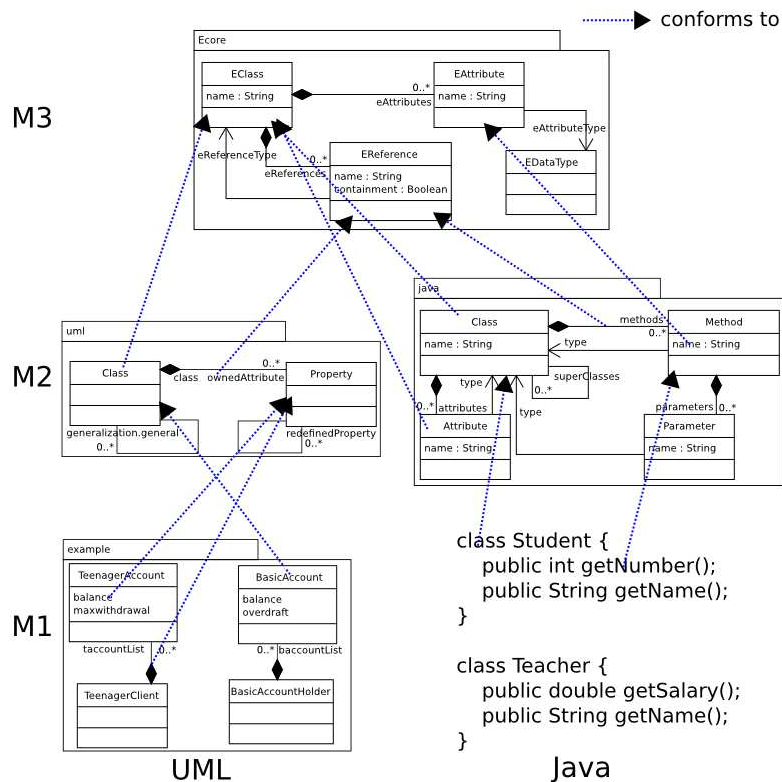 conforms to
Ecore
EClass
name : String
0..*
eAttributes
EAttribute
name : String
M3
eAttributeType
eReferenceType
0..*
eReferences
EReference
name : String
containment : Boolean
EDataType
java
Class
name : String
methods
0..*
Method
name : String
type
uml
Class
class
0..*
ownedAttribute
Property
M2
superClasses
0..*
type
type
0..*
attributes
parameters
0..*
generalization.general
0..*
redefinedProperty
0..*
Attribute
name : String
Parameter
name : String
example
TeenagerAccount
balance
maxwithdrawal
BasicAccount
balance
overdraft
M1
taccountList
0..*
0..*
baccountList
TeenagerClient
BasicAccountHolder
class Student {
public int getNumber();
public String getName();
}
class Teacher {
public double getSalary();
public String getName();
}
UML
Java